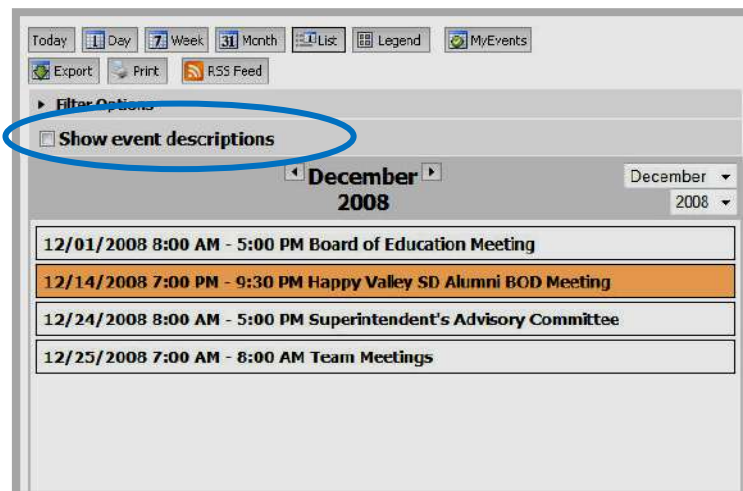 Today 1 Day 7 Week 31 Month List Legend MyEvents
Export Print RSS Feed
Filter Options
Show event descriptions
December December
2008 2008
12/01/2008 8:00 AM - 5:00 PM Board of Education Meeting
12/14/2008 7:00 PM - 9:30 PM Happy Valley SD Alumni BOD Meeting
12/24/2008 8:00 AM - 5:00 PM Superintendent's Advisory Committee
12/25/2008 7:00 AM - 8:00 AM Team Meetings